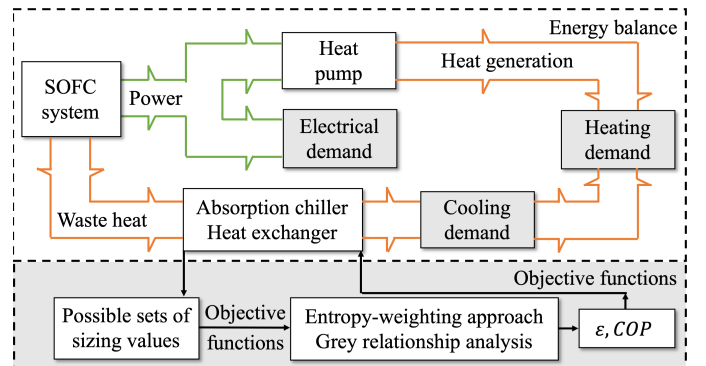 Energy balance
Heat
pump
Heat generation
SOFC
system
Power
Electrical
demand
Heating
demand
Waste heat
Absorption chiller
Heat exchanger
Cooling
demand
Objective functions
Possible sets of
sizing values
Objective
functions
Entropy-weighting approach
Grey relationship analysis
ε, COP